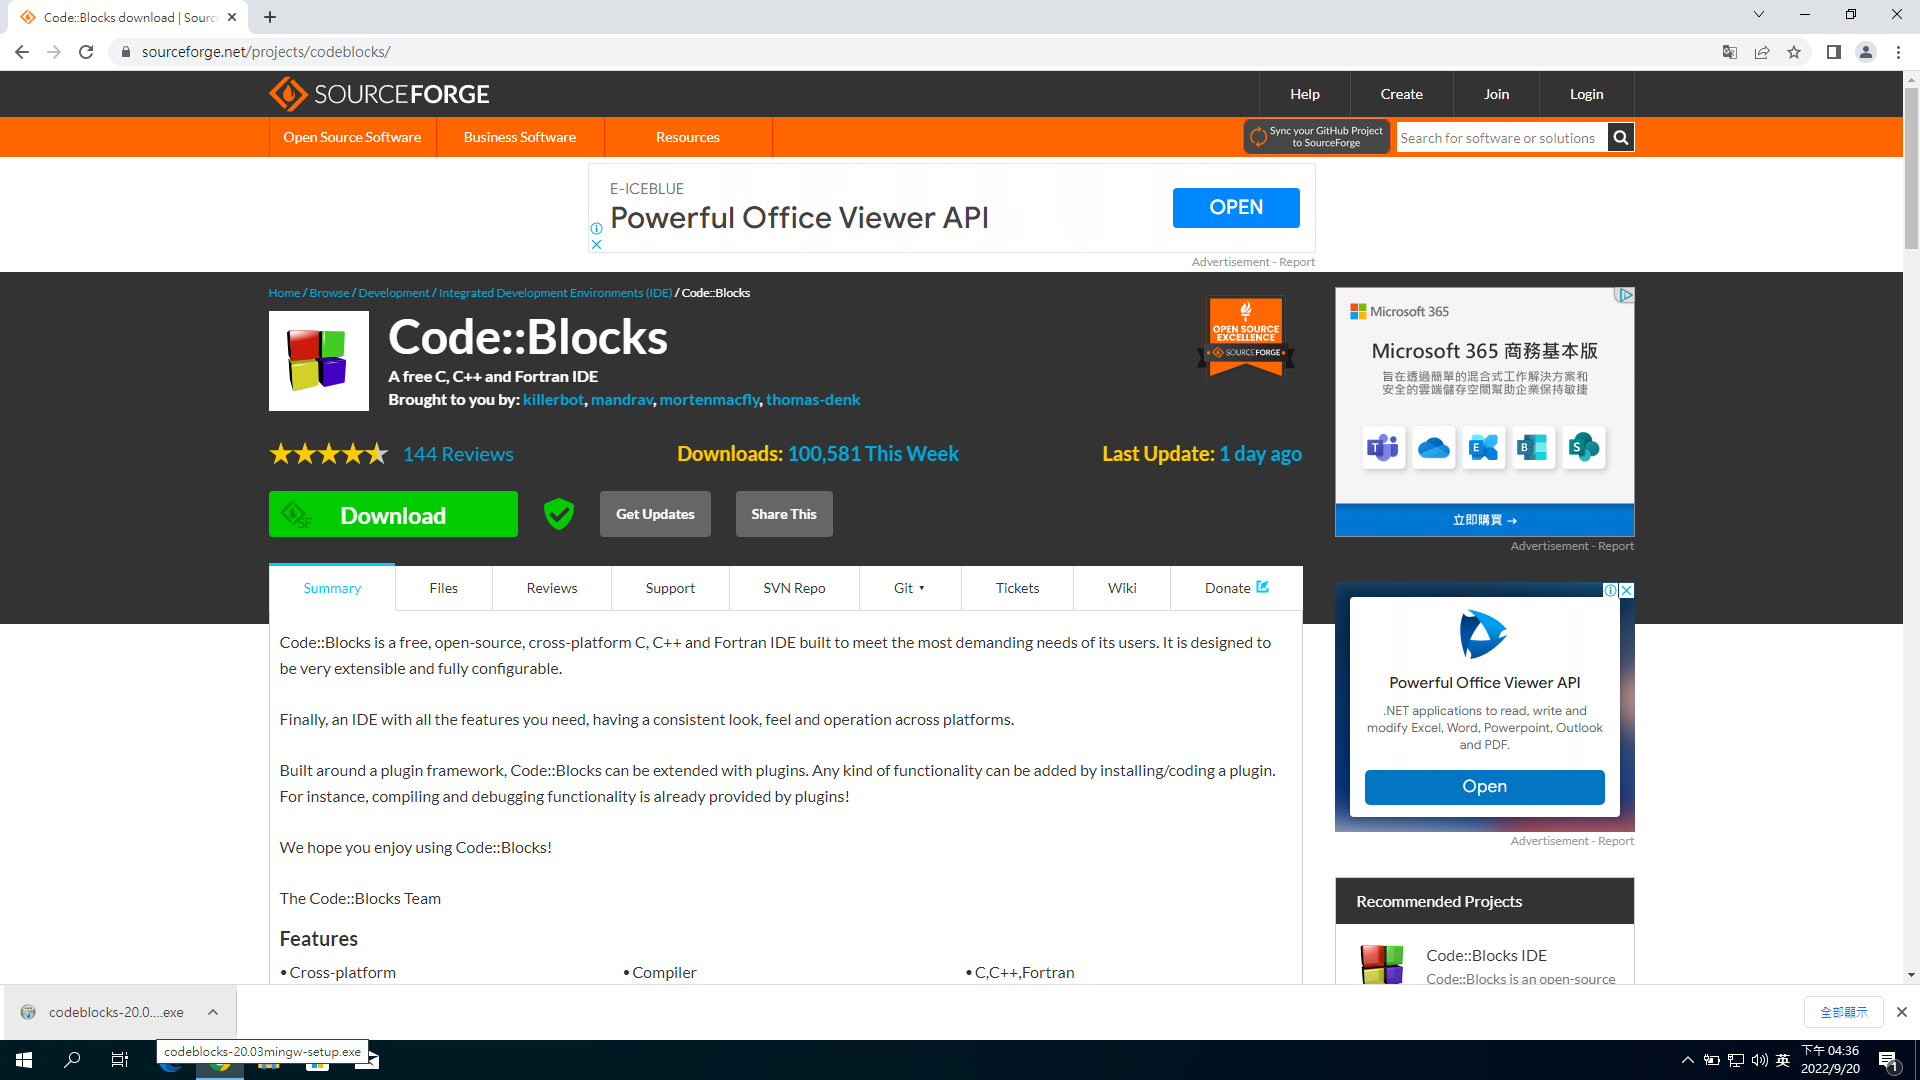 Code::Blocks download | Sourc
sourceforge.net/projects/codeblocks/
SOURCEFORGE
Help
Create
Join
Login
Open Source Software
Business Software
Resources
Sync your GitHub Project
to SourceForge
Search for software or solutions
E-ICEBLUE
Powerful Office Viewer API
OPEN
Advertisement - Report
Home / Browse / Development / Integrated Development Environments (IDE) / Code::Blocks
Code::Blocks
A free C, C++ and Fortran IDE
Brought to you by: killerbot, mandrav, mortenmacfly, thomas-denk
OPEN SOURCE
EXCELLENCE
SOURCEFORGE
144 Reviews
Downloads: 100,581 This Week
Last Update: 1 day ago
SF
Download
Get Updates
Share This
Microsoft 365
Microsoft 365 商務基本版
旨在透過簡單的混合式工作解決方案和
安全的雲端儲存空間幫助企業保持敏捷
立即購買 →
Advertisement - Report
Summary
Files
Reviews
Support
SVN Repo
Git
Tickets
Wiki
Donate
Code::Blocks is a free, open-source, cross-platform C, C++ and Fortran IDE built to meet the most demanding needs of its users. It is designed to
be very extensible and fully configurable.
Finally, an IDE with all the features you need, having a consistent look, feel and operation across platforms.
Built around a plugin framework, Code::Blocks can be extended with plugins. Any kind of functionality can be added by installing/coding a plugin.
For instance, compiling and debugging functionality is already provided by plugins!
We hope you enjoy using Code::Blocks!
The Code::Blocks Team
Features
• Cross-platform
• Compiler
• C,C++,Fortran
Powerful Office Viewer API
.NET applications to read, write and
modify Excel, Word, Powerpoint, Outlook
and PDF.
Open
Advertisement - Report
Recommended Projects
Code::Blocks IDE
Code::Blocks is an open-source
codeblocks-20.0....exe
全部顯示
codeblocks-20.03mingw-setup.exe
英
下午 04:36
2022/9/20
1